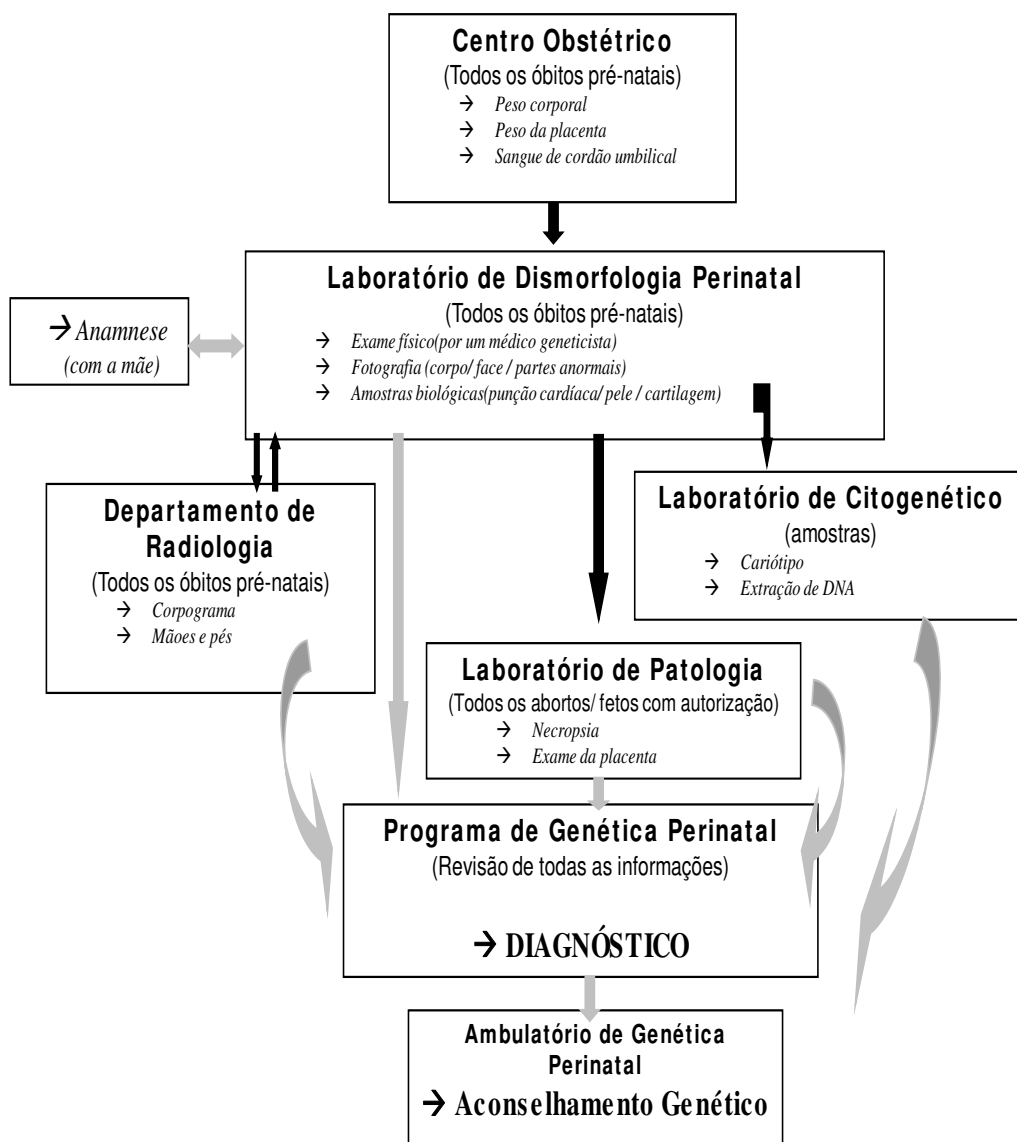 Centro Obstétrico
(Todos os óbitos pré-natais)
→ Peso corporal
→ Peso da placenta
→ Sangue de cordão umbilical
Laboratório de Dismorfologia Perinatal
(Todos os óbitos pré-natais)
→ Exame físico(por um médico geneticista)
→ Fotografia (corpo/ face / partes anormais)
→ Amostras biológicas(punção cardíaca/ pele / cartilagem)
→ Anamnese
(com a mãe)
Departamento de
Radiologia
(Todos os óbitos pré-natais)
→ Corpograma
→ Mãoes e pés
Laboratório de Citogenético
(amostras)
→ Cariótipo
→ Extração de DNA
Laboratório de Patologia
(Todos os abortos/ fetos com autorização)
→ Necropsia
→ Exame da placenta
Programa de Genética Perinatal
(Revisão de todas as informações)
→ DIAGNÓSTICO
Ambulatório de Genética
Perinatal
→ Aconselhamento Genético